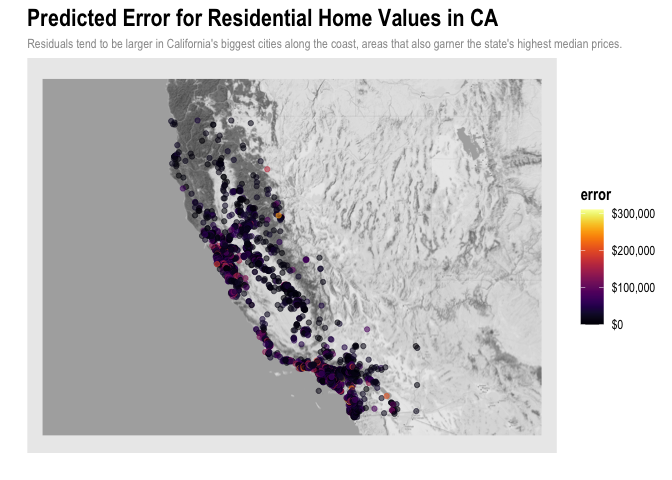 Predicted Error for Residential Home Values in CA
Residuals tend to be larger in California's biggest cities along the coast, areas that also garner the state's highest median prices.
error
$300,000
$200,000
$100,000
$0